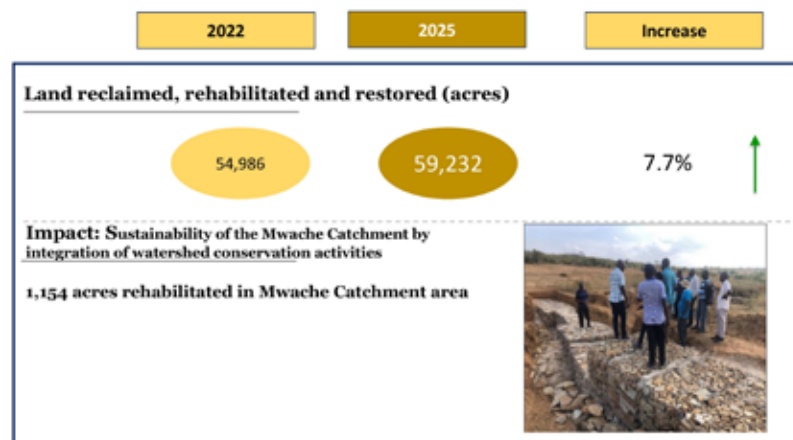 2022 2025 Increase
Land reclaimed, rehabilitated and restored (acres)
54,986 59,232 7.7%
Impact: Sustainability of the Mwache Catchment by
integration of watershed conservation activities
1,154 acres rehabilitated in Mwache Catchment area